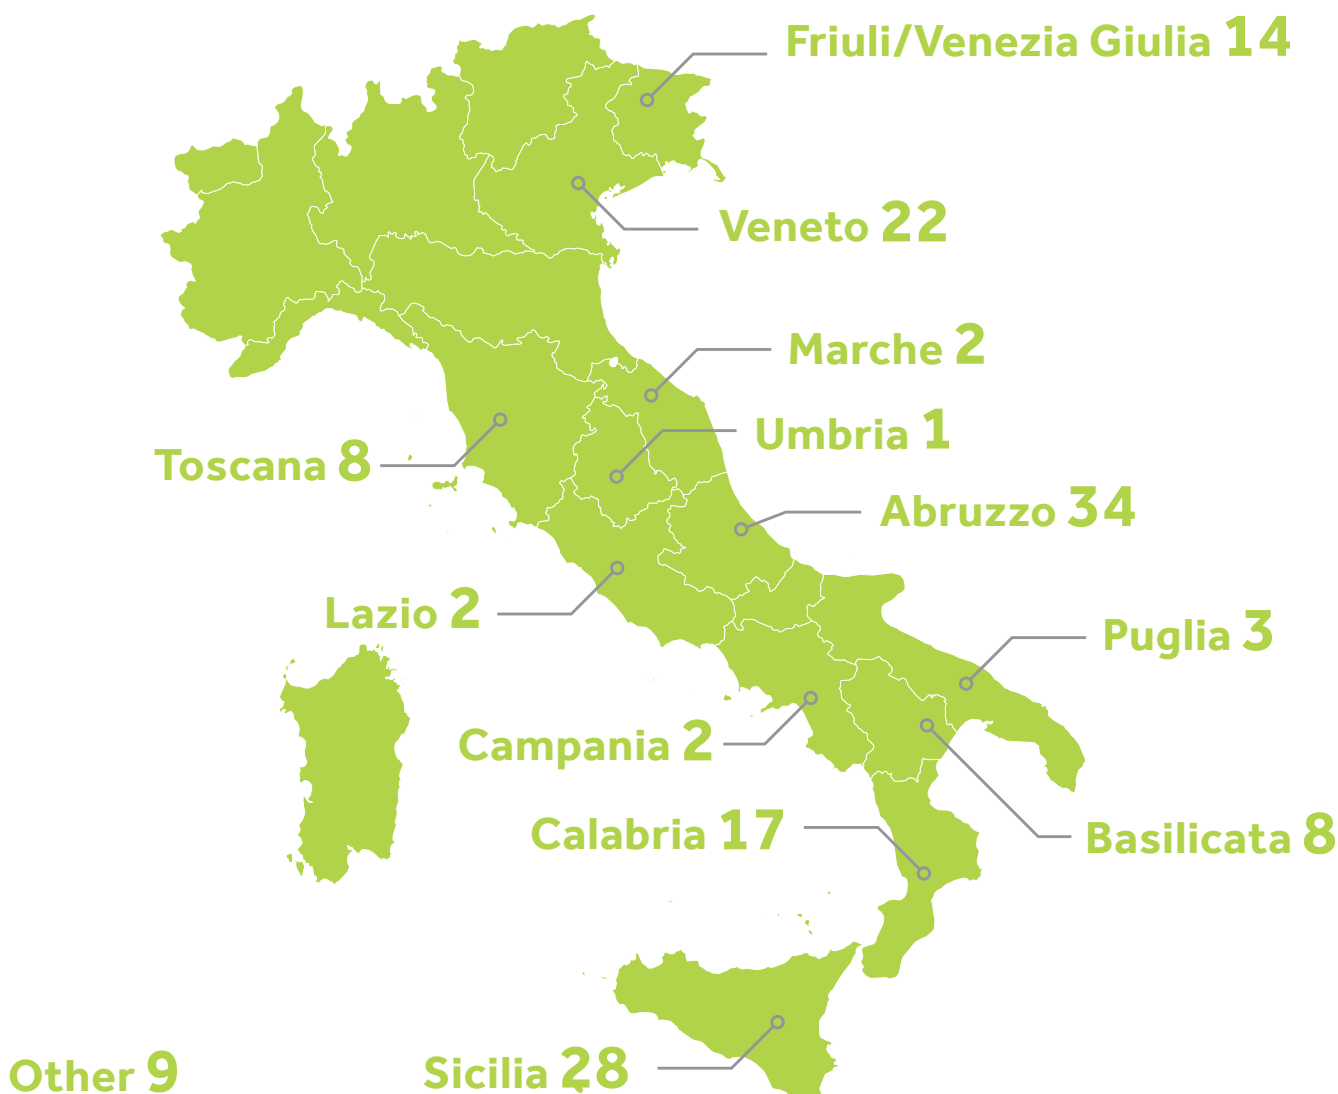 Friuli/Venezia Giulia 14
Veneto 22
Marche 2
Umbria 1
Toscana 8
Abruzzo 34
Lazio 2
Puglia 3
Campania 2
Calabria 17
Basilicata 8
Sicilia 28
Other 9